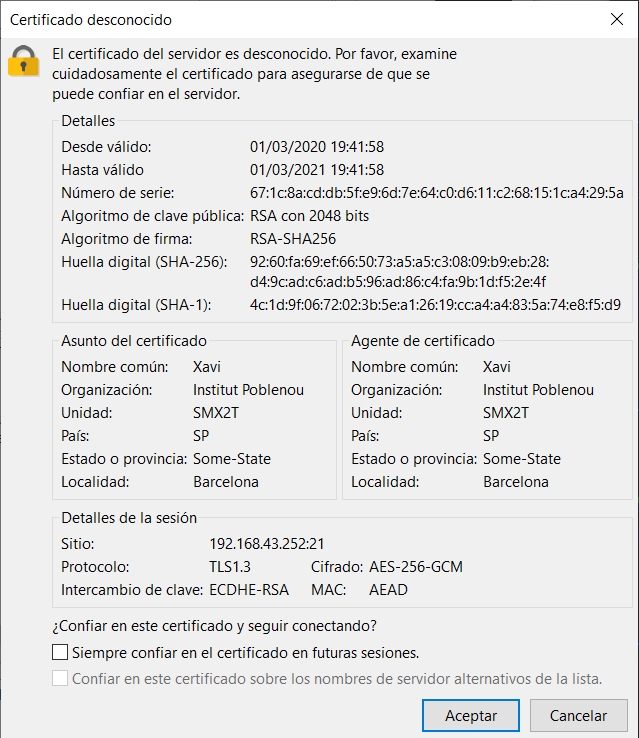 Certificado desconocido
El certificado del servidor es desconocido. Por favor, examine
cuidadosamente el certificado para asegurarse de que se
puede confiar en el servidor.
Detalles
Desde válido: 01/03/2020 19:41:58
Hasta válido 01/03/2021 19:41:58
Número de serie: 67:1c:8a:cd:db:5f:e9:6d:7e:64:c0:d6:11:c2:68:15:1c:a4:29:5a
Algoritmo de clave pública: RSA con 2048 bits
Algoritmo de firma: RSA-SHA256
Huella digital (SHA-256): 92:60:fa:69:ef:66:50:73:a5:a5:c3:08:09:b9:eb:28:
d4:9c:ad:c6:ad:b5:96:ad:86:c4:fa:9b:1d:f5:2e:4f
Huella digital (SHA-1): 4c:1d:9f:06:72:02:3b:5e:a1:26:19:cc:a4:a4:83:5a:74:e8:f5:d9
Asunto del certificado
Nombre común: Xavi
Organización: Institut Poblenou
Unidad: SMX2T
País: SP
Estado o provincia: Some-State
Localidad: Barcelona
Agente de certificado
Nombre común: Xavi
Organización: Institut Poblenou
Unidad: SMX2T
País: SP
Estado o provincia: Some-State
Localidad: Barcelona
Detalles de la sesión
Sitio: 192.168.43.252:21
Protocolo: TLS1.3 Cifrado: AES-256-GCM
Intercambio de clave: ECDHE-RSA MAC: AEAD
¿Confiar en este certificado y seguir conectando?
Siempre confiar en el certificado en futuras sesiones.
Confiar en este certificado sobre los nombres de servidor alternativos de la lista.
Aceptar Cancelar